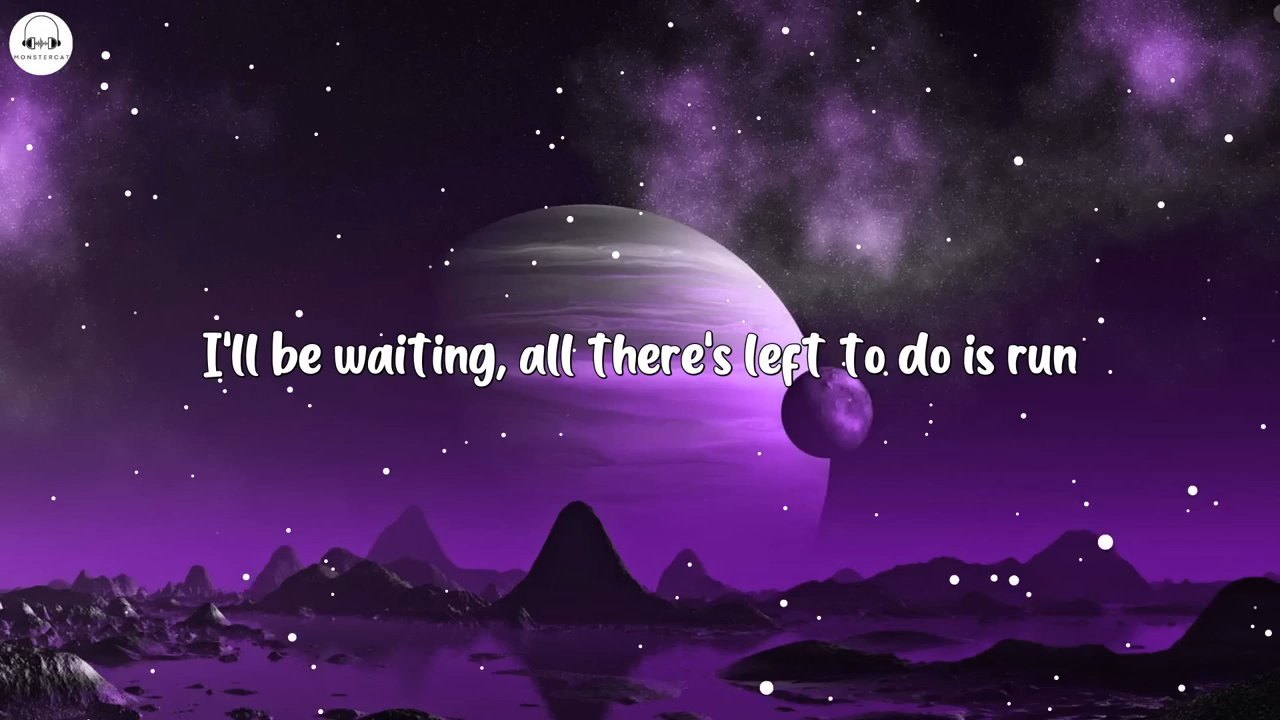 MONSTERCAT
I'll be waiting, all there's left to do is run